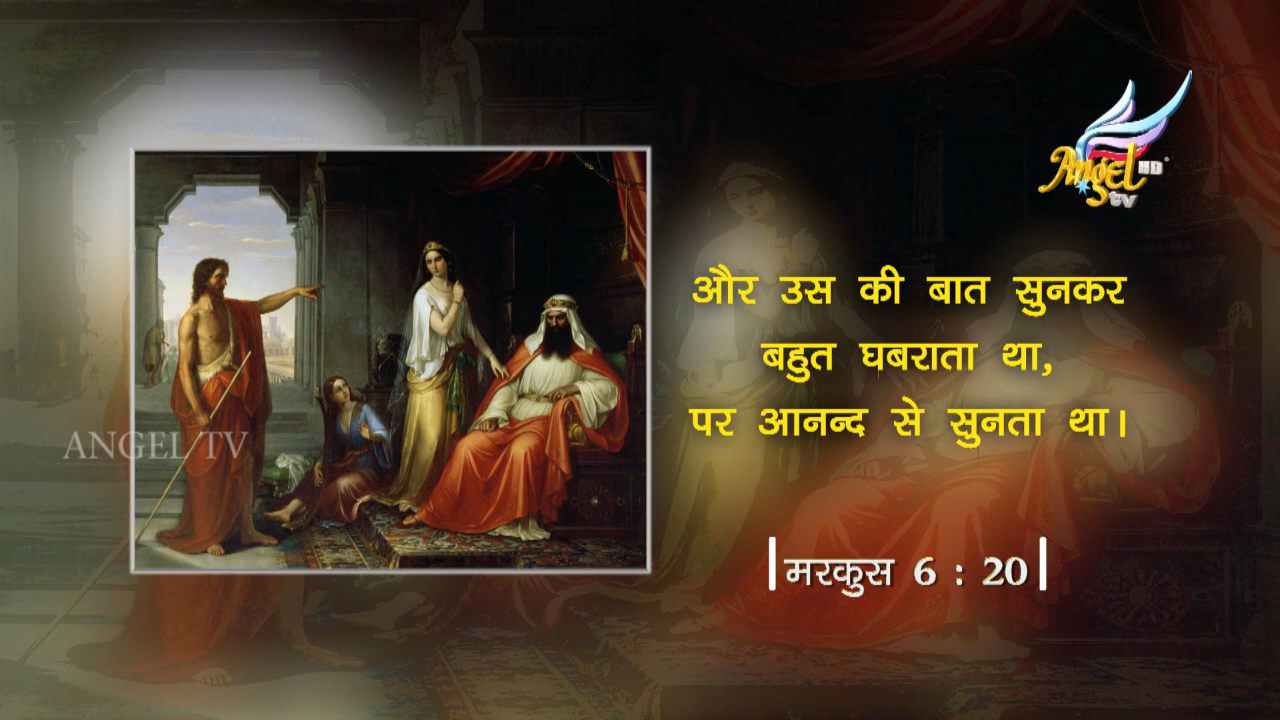 Angel HD
tv
और उस की बात सुनकर
बहुत घबराता था,
पर आनन्द से सुनता था।
ANGEL TV
मरकुस 6 : 20